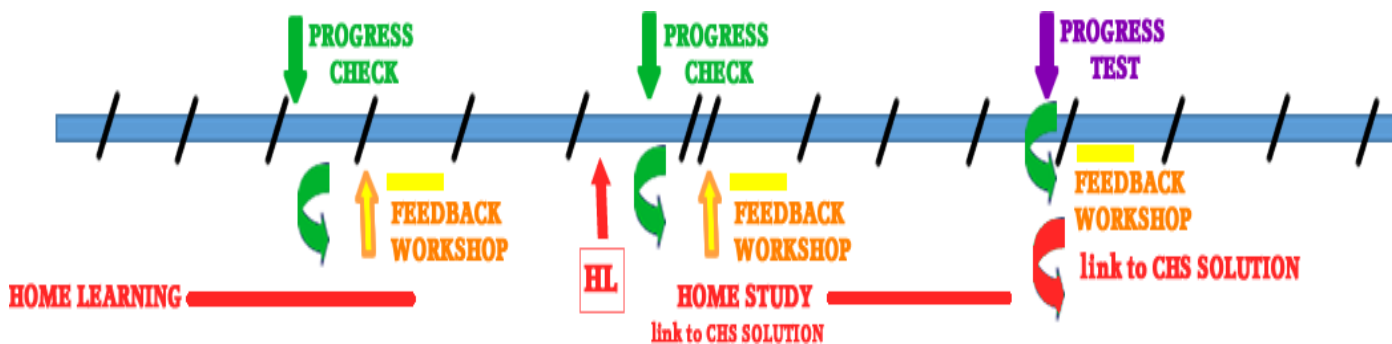 PROGRESS
CHECK
PROGRESS
CHECK
PROGRESS
TEST
FEEDBACK
WORKSHOP
FEEDBACK
WORKSHOP
FEEDBACK
WORKSHOP
HOME LEARNING
HL
HOME STUDY
link to CHS SOLUTION
link to CHS SOLUTION